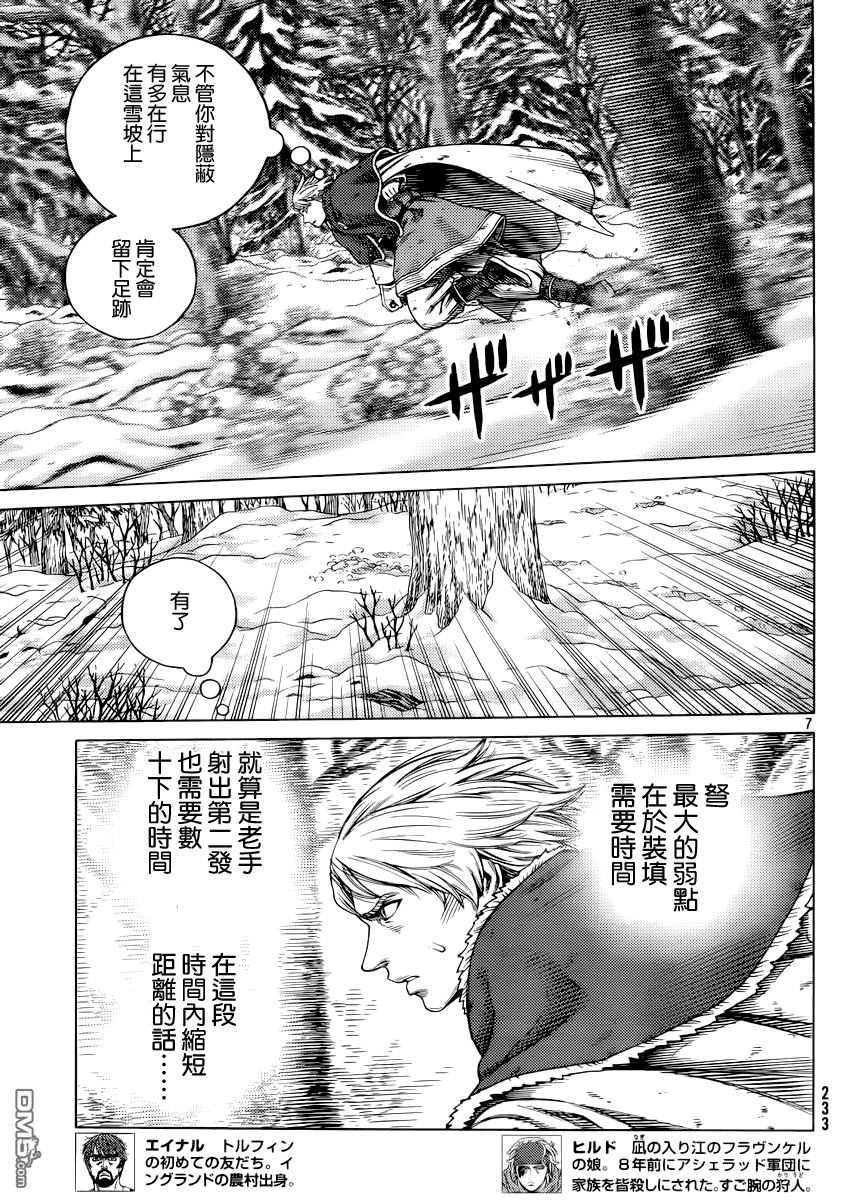 不管你對隱蔽
氣息
有多在行
在這雪坡上
肯定會
留下足跡
ザ
ザ
ザ
有了
7
弩
最大的弱點
在於裝填
需要時間
就算是老手
射出第二發
也需要數
十下的時間
在這段
時間內縮短
距離的話……
233
ヒルド 凪の入り江のフラヴンケル
なぎ
の娘。8年前にアシェラッド軍団に
家族を皆殺しにされた。すご腕の狩人。
かりうど
エイナル トルフィン
の初めての友だち。イ
ングランドの農村出身。
DM5